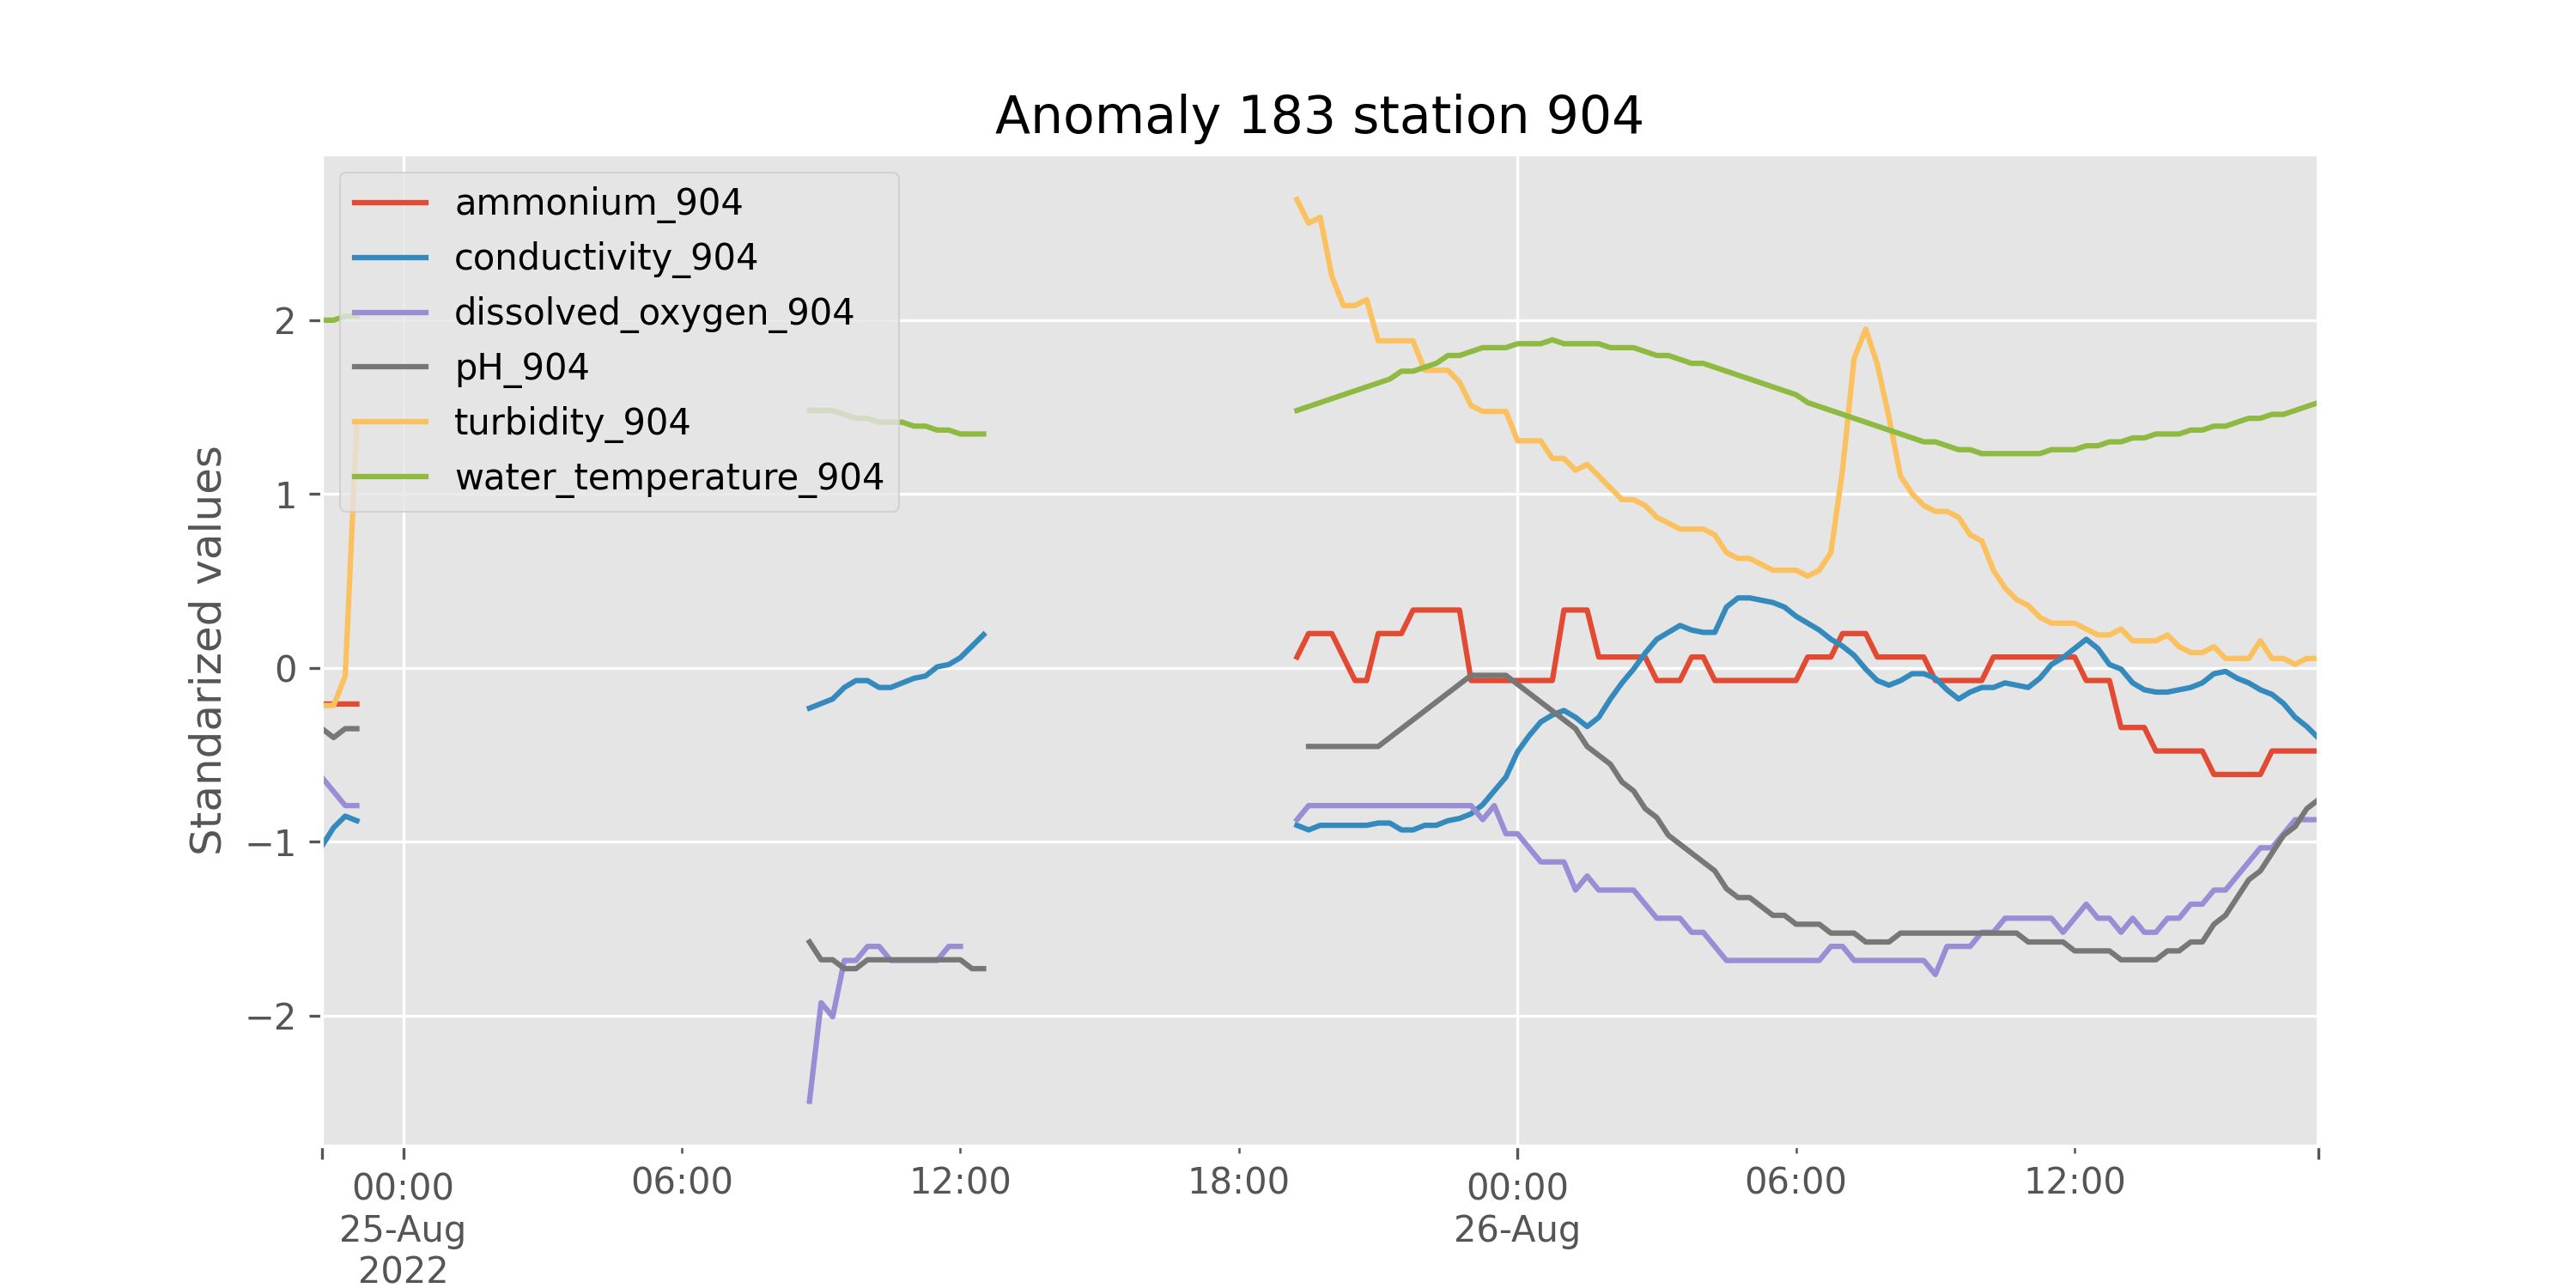 Anomaly 183 station 904
ammonium_904
conductivity_904
dissolved_oxygen_904
pH_904
turbidity_904
water_temperature_904
Standarized values
2
1
0
−1
−2
00:00 06:00 12:00 18:00 00:00 06:00 12:00
25-Aug 26-Aug
2022